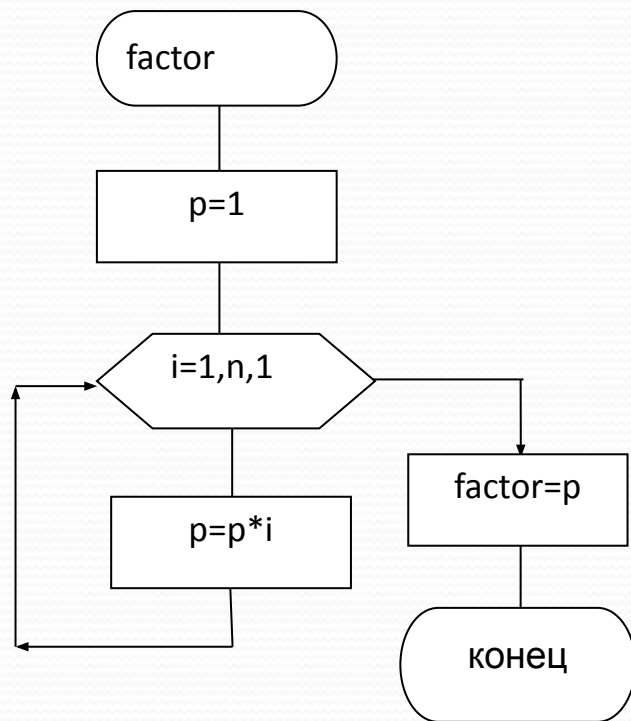 factor
p=1
i=1,n,1
p=p*i
factor=p
конец